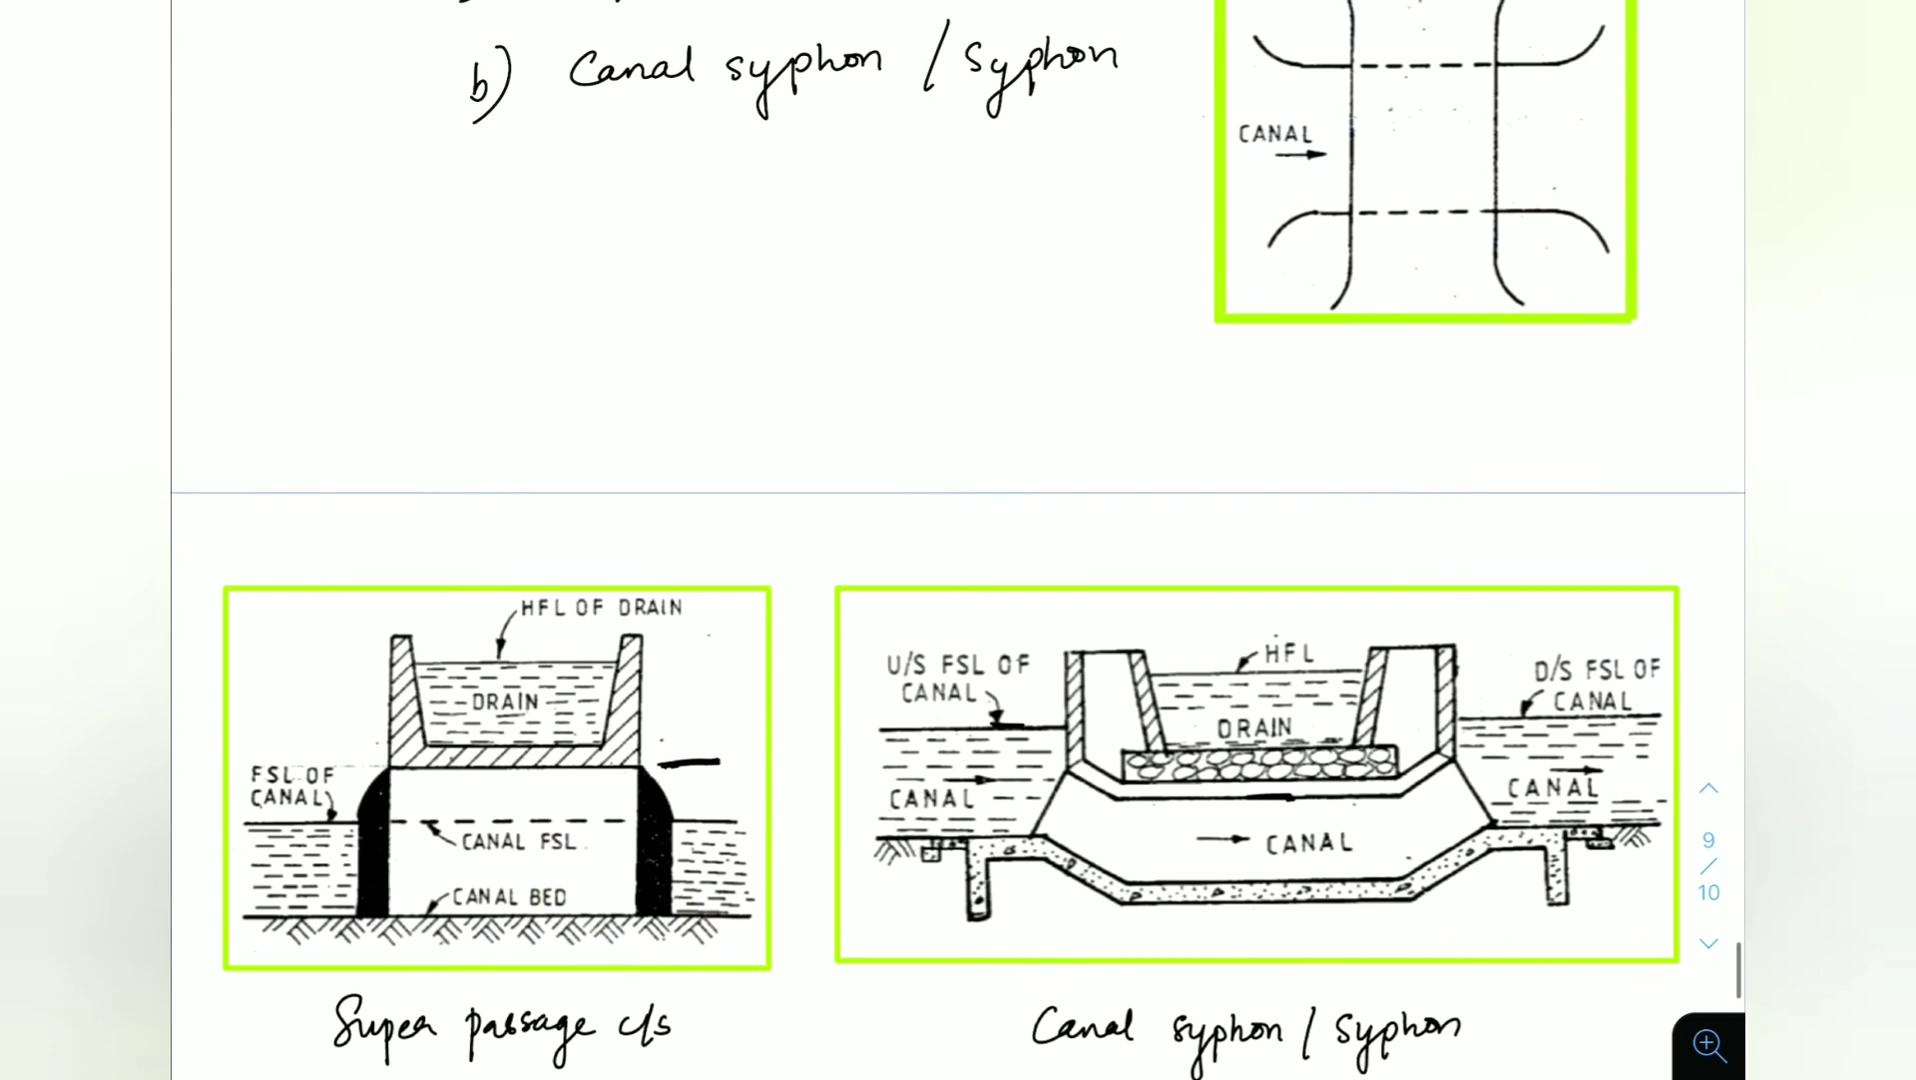 b) Canal syphon / Syphon
CANAL
HFL OF DRAIN
DRAIN
FSL OF
CANAL
CANAL FSL
CANAL BED
U/S FSL OF
CANAL
HFL
D/S FSL OF
CANAL
DRAIN
CANAL
CANAL
CANAL
9
/
10
Super passage c/s
Canal syphon / Syphon